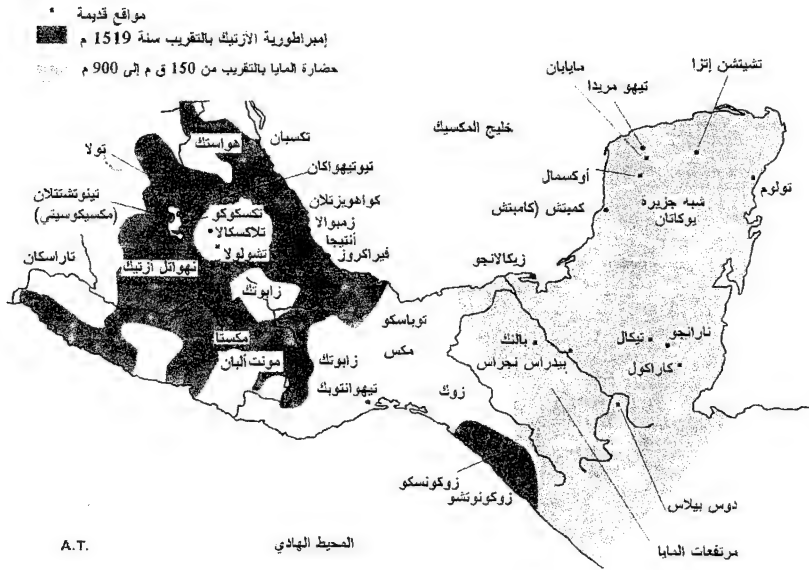 مواقع قديمة
إمبراطورية الأزتيك بالتقريب سنة 1519 م
حضارة المايا بالتقريب من 150 ق م إلى 900 م
هواستك
تكسبان
تولا
تيوتيهواكان
تينوتشتتلان
(مكسيكوسيتي)
تكسكوكو
تلاكسكالا
تشولولا
كواهويزتلان
زمبوالا
أنتيجا
فيراكروز
تاراسكان
نهواتل ازتيك
زابوتك
مكستا
مونت ألبان
زابوتك
تيهوانتوبك
توباسكو
مكس
زوك
زوكونسكو
زوكونوتشو
خليج المكسيك
مايابان
تيهو مريدا
تشيتشن إتزا
أوكسمال
تولوم
شبه جزيرة
يوكاتان
كمبتش (كامبتش
زيكالانجو
بالنك
بيدراس نجراس
تيكال
نارانجو
كاراكول
دوس بيلاس
مرتفعات المايا
المحيط الهادي
A.T.